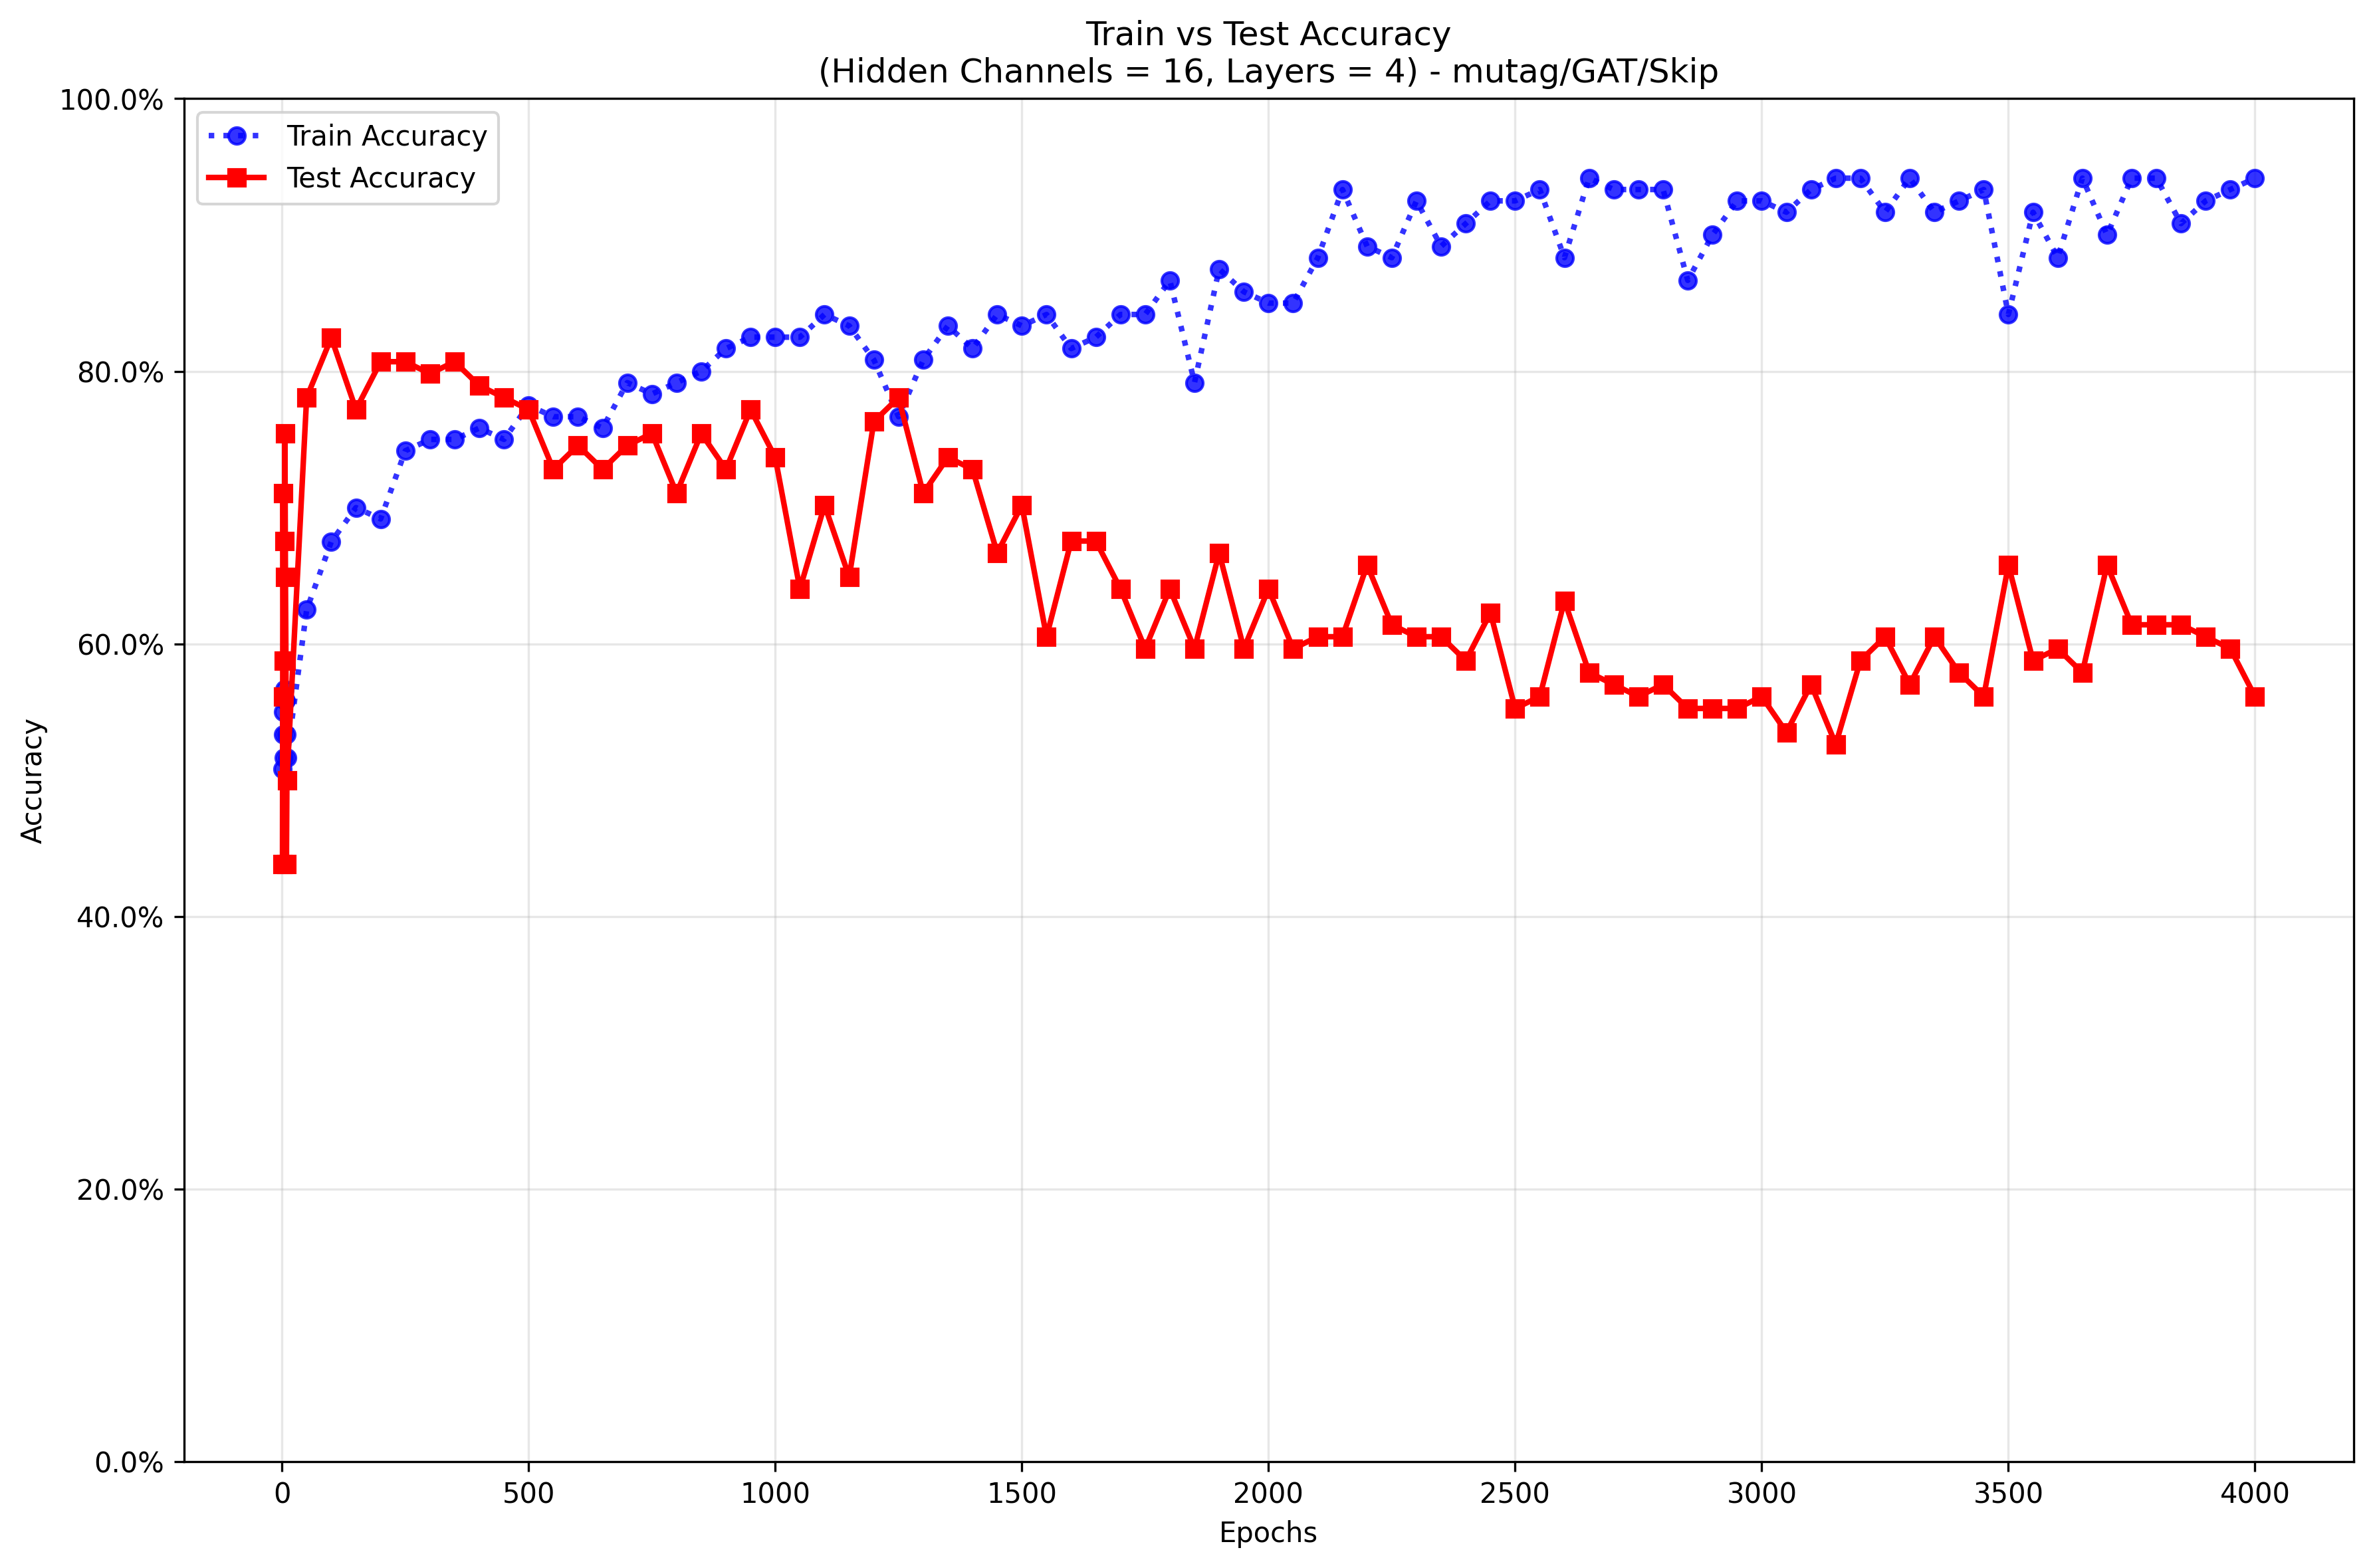 Train vs Test Accuracy
(Hidden Channels = 16, Layers = 4) - mutag/GAT/Skip
Train Accuracy
Test Accuracy
Accuracy
100.0%
80.0%
60.0%
40.0%
20.0%
0.0%
0 500 1000 1500 2000 2500 3000 3500 4000
Epochs